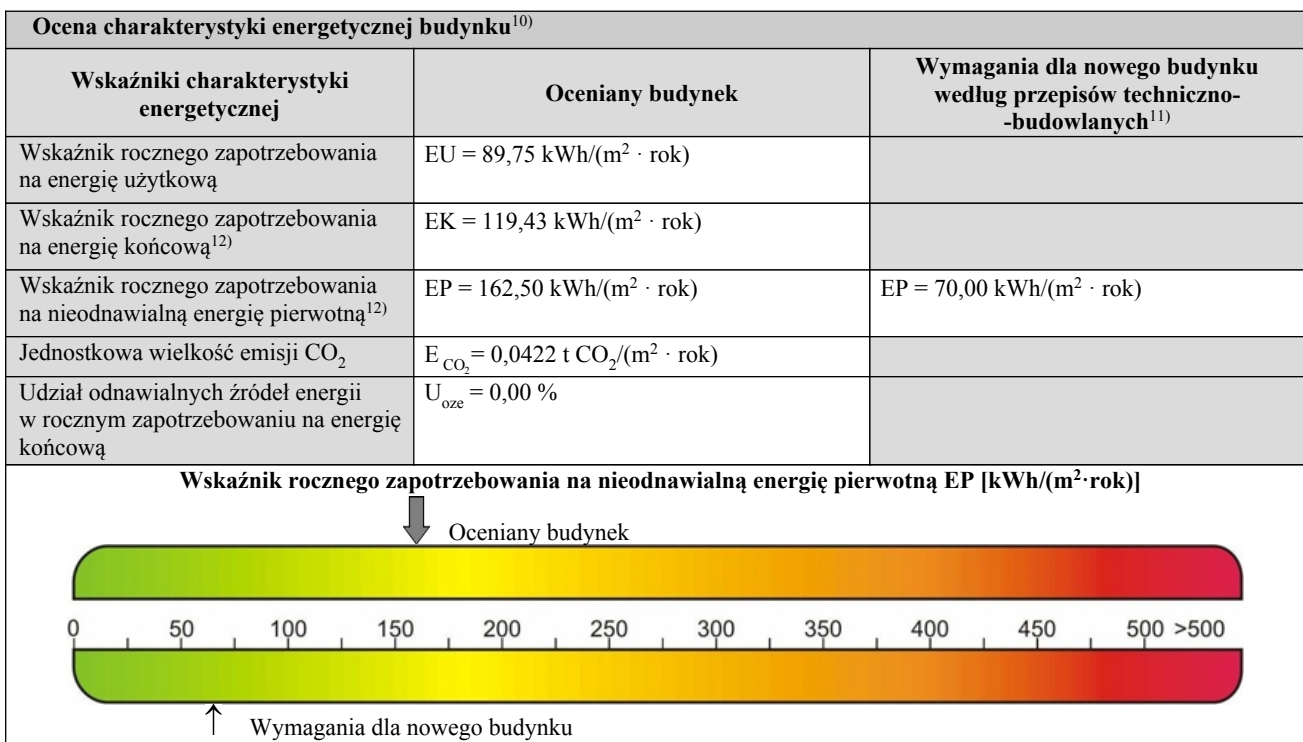 Ocena charakterystyki energetycznej budynku10)
Wskaźniki charakterystyki
energetycznej
Oceniany budynek
Wymagania dla nowego budynku
według przepisów techniczno-
-budowlanych11)
Wskaźnik rocznego zapotrzebowania
na energię użytkową
EU = 89,75 kWh/(m2 · rok)
Wskaźnik rocznego zapotrzebowania
na energię końcową12)
EK = 119,43 kWh/(m2 · rok)
Wskaźnik rocznego zapotrzebowania
na nieodnawialną energię pierwotną12)
EP = 162,50 kWh/(m2 · rok)
EP = 70,00 kWh/(m2 · rok)
Jednostkowa wielkość emisji CO2
ECO2= 0,0422 t CO2/(m2 · rok)
Udział odnawialnych źródeł energii
w rocznym zapotrzebowaniu na energię
końcową
Uoze = 0,00 %
Wskaźnik rocznego zapotrzebowania na nieodnawialną energię pierwotną EP [kWh/(m2·rok)]
Oceniany budynek
0 50 100 150 200 250 300 350 400 450 500 >500
Wymagania dla nowego budynku